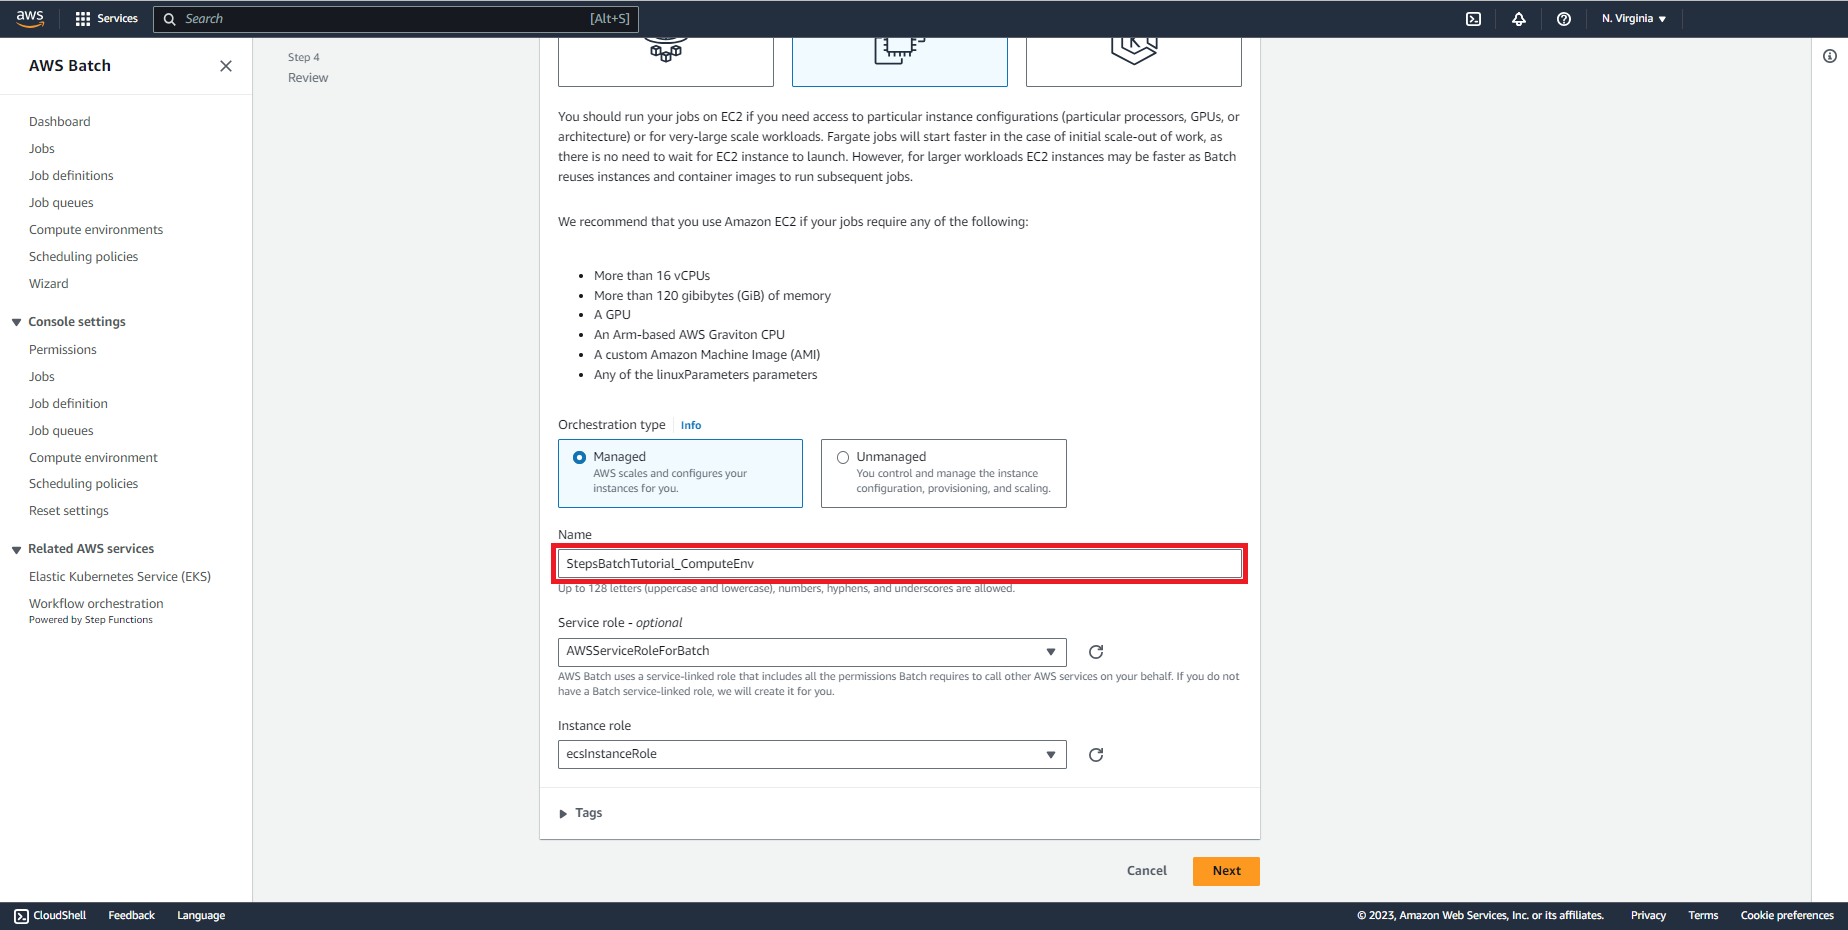 aws
Services
Search
[Alt+S]
N. Virginia
AWS Batch
Dashboard
Jobs
Job definitions
Job queues
Compute environments
Scheduling policies
Wizard
Console settings
Permissions
Jobs
Job definition
Job queues
Compute environment
Scheduling policies
Reset settings
Related AWS services
Elastic Kubernetes Service (EKS)
Workflow orchestration
Powered by Step Functions
Step 4
Review
You should run your jobs on EC2 if you need access to particular instance configurations (particular processors, GPUs, or
architecture) or for very-large scale workloads. Fargate jobs will start faster in the case of initial scale-out of work, as
there is no need to wait for EC2 instance to launch. However, for larger workloads EC2 instances may be faster as Batch
reuses instances and container images to run subsequent jobs.
We recommend that you use Amazon EC2 if your jobs require any of the following:
• More than 16 vCPUs
• More than 120 gibibytes (GiB) of memory
• A GPU
• An Arm-based AWS Graviton CPU
• A custom Amazon Machine Image (AMI)
• Any of the linuxParameters parameters
Orchestration type
Info
Managed
AWS scales and configures your
instances for you.
Unmanaged
You control and manage the instance
configuration, provisioning, and scaling.
Name
StepsBatchTutorial_ComputeEnv
Up to 128 letters (uppercase and lowercase), numbers, hyphens, and underscores are allowed.
Service role - optional
AWSServiceRoleForBatch
AWS Batch uses a service-linked role that includes all the permissions Batch requires to call other AWS services on your behalf. If you do not
have a Batch service-linked role, we will create it for you.
Instance role
ecsInstanceRole
Tags
Cancel
Next
CloudShell
Feedback
Language
© 2023, Amazon Web Services, Inc. or its affiliates.
Privacy
Terms
Cookie preferences